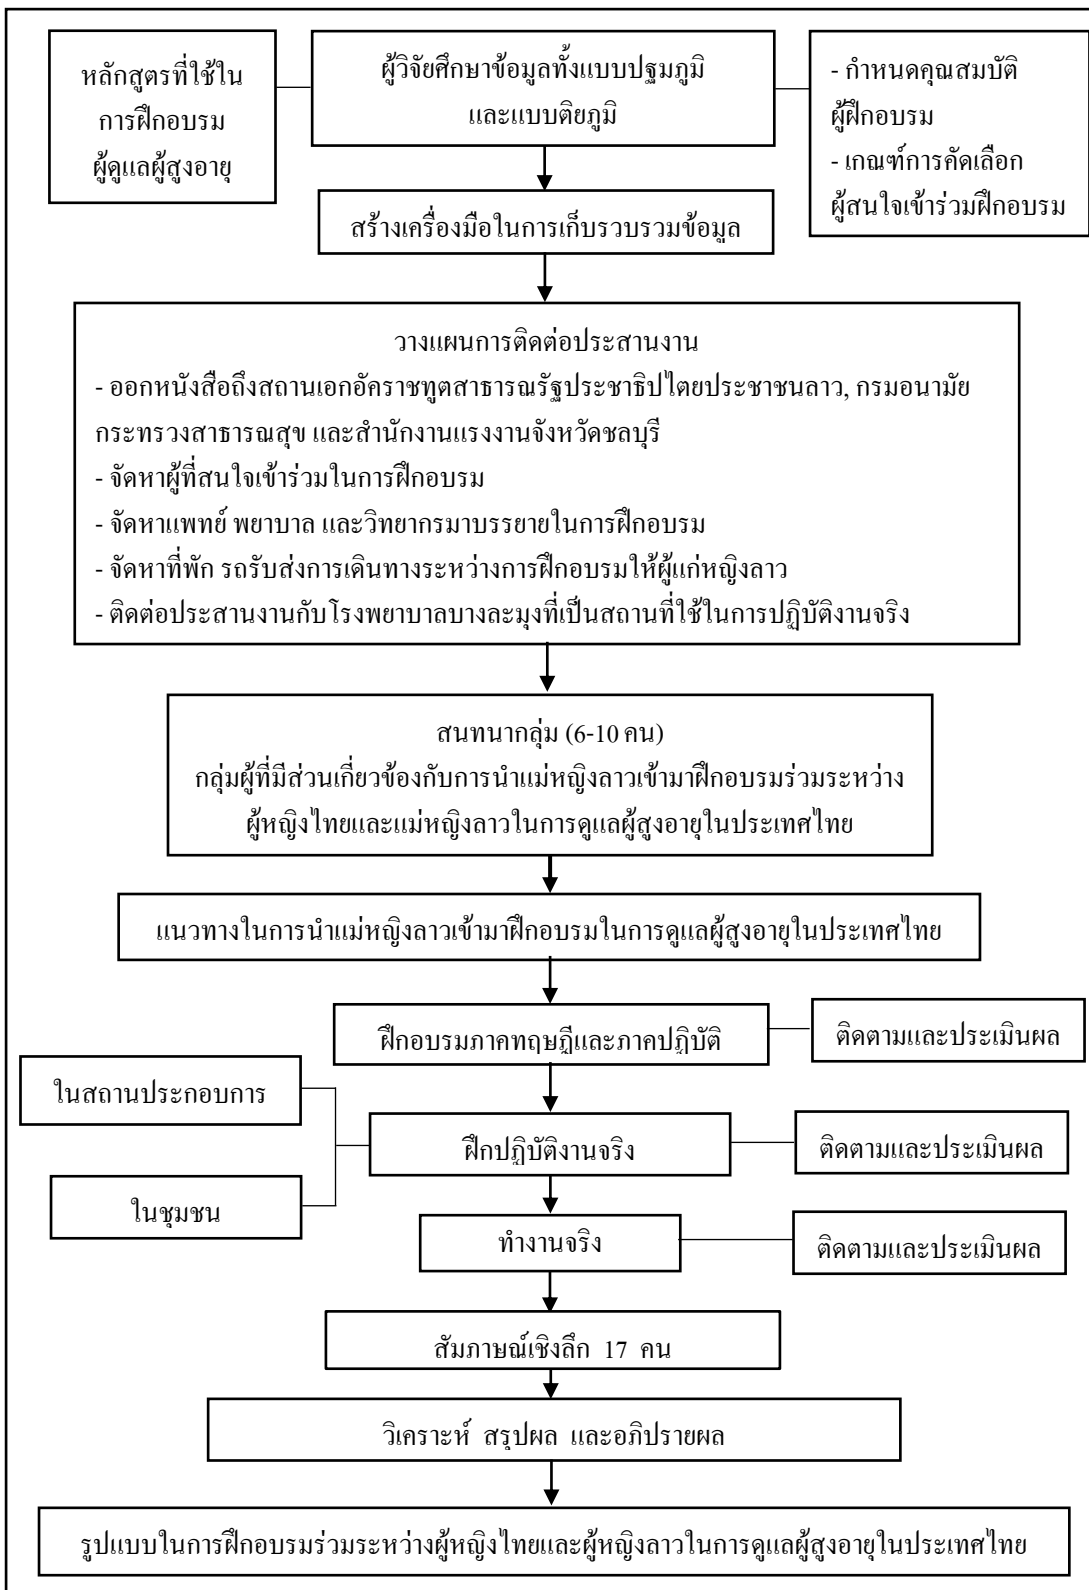 หลักสูตรที่ใช้ใน
การฝึกอบรม
ผู้ดูแลผู้สูงอายุ
ผู้วิจัยศึกษาข้อมูลทั้งแบบปฐมภูมิ
และแบบติยภูมิ
- กำหนดคุณสมบัติ
ผู้ฝึกอบรม
- เกณฑ์การคัดเลือก
ผู้สนใจเข้าร่วมฝึกอบรม
สร้างเครื่องมือในการเก็บรวบรวมข้อมูล
วางแผนการติดต่อประสานงาน
- ออกหนังสือถึงสถานเอกอัคราชทูตสาธารณรัฐประชาธิปไตยประชาชนลาว, กรมอนามัย
กระทรวงสาธารณสุข และสำนักงานแรงงานจังหวัดชลบุรี
- จัดหาผู้ที่สนใจเข้าร่วมในการฝึกอบรม
- จัดหาแพทย์ พยาบาล และวิทยากรมาบรรยายในการฝึกอบรม
- จัดหาที่พัก รถรับส่งการเดินทางระหว่างการฝึกอบรมให้ผู้แก่หญิงลาว
- ติดต่อประสานงานกับโรงพยาบาลบางละมุงที่เป็นสถานที่ใช้ในการปฏิบัติงานจริง
สนทนากลุ่ม (6-10 คน)
กลุ่มผู้ที่มีส่วนเกี่ยวข้องกับการนำแม่หญิงลาวเข้ามาฝึกอบรมร่วมระหว่าง
ผู้หญิงไทยและแม่หญิงลาวในการดูแลผู้สูงอายุในประเทศไทย
แนวทางในการนำแม่หญิงลาวเข้ามาฝึกอบรมในการดูแลผู้สูงอายุในประเทศไทย
ฝึกอบรมภาคทฤษฎีและภาคปฏิบัติ
ติดตามและประเมินผล
ในสถานประกอบการ
ฝึกปฏิบัติงานจริง
ติดตามและประเมินผล
ในชุมชน
ทำงานจริง
ติดตามและประเมินผล
สัมภาษณ์เชิงลึก 17 คน
วิเคราะห์ สรุปผล และอภิปรายผล
รูปแบบในการฝึกอบรมร่วมระหว่างผู้หญิงไทยและผู้หญิงลาวในการดูแลผู้สูงอายุในประเทศไทย